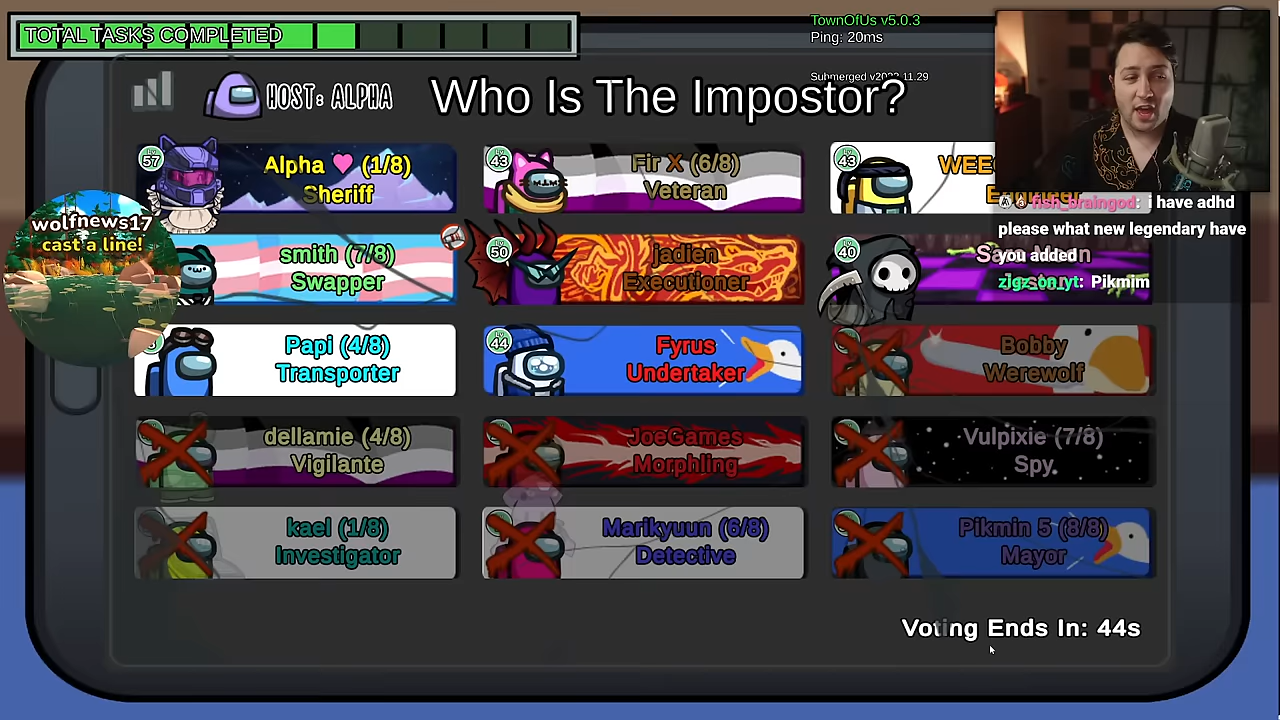 TOTAL TASKS COMPLETED
TownOfUs v5.0.3
Ping: 20ms
HOST: ALPHA
Who Is The Impostor?
57
Alpha (1/8)
Sheriff
43
Fir X (6/8)
Veteran
43
wolfnews17
cast a line!
smith (7/8)
Swapper
50
jadien
Executioner
40
fish_braingod: i have adhd
please what new legendary have
you added
zigz_on_yt: Pikmim
Papi (4/8)
Transporter
44
Fyrus
Undertaker
Bobby
Werewolf
dellamie (4/8)
Vigilante
JoeGames
Morphling
Vulpixie (7/8)
Spy
kael (1/8)
Investigator
Marikyuun (6/8)
Detective
Pikmin 5 (8/8)
Mayor
Voting Ends In: 44s